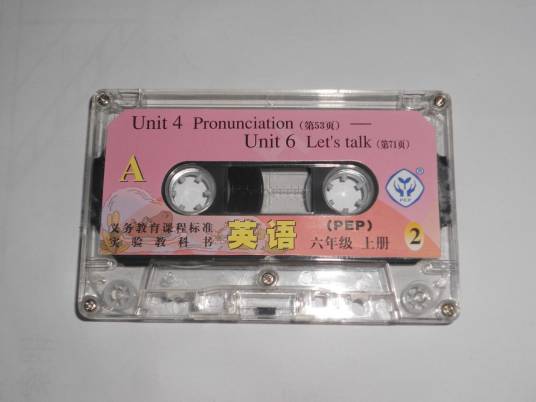 Unit 4 Pronunciation (第53页) —
Unit 6 Let's talk (第71页)
A
PEP
义务教育课程标准
实验教科书
英语
(PEP)
六年级 上册
2